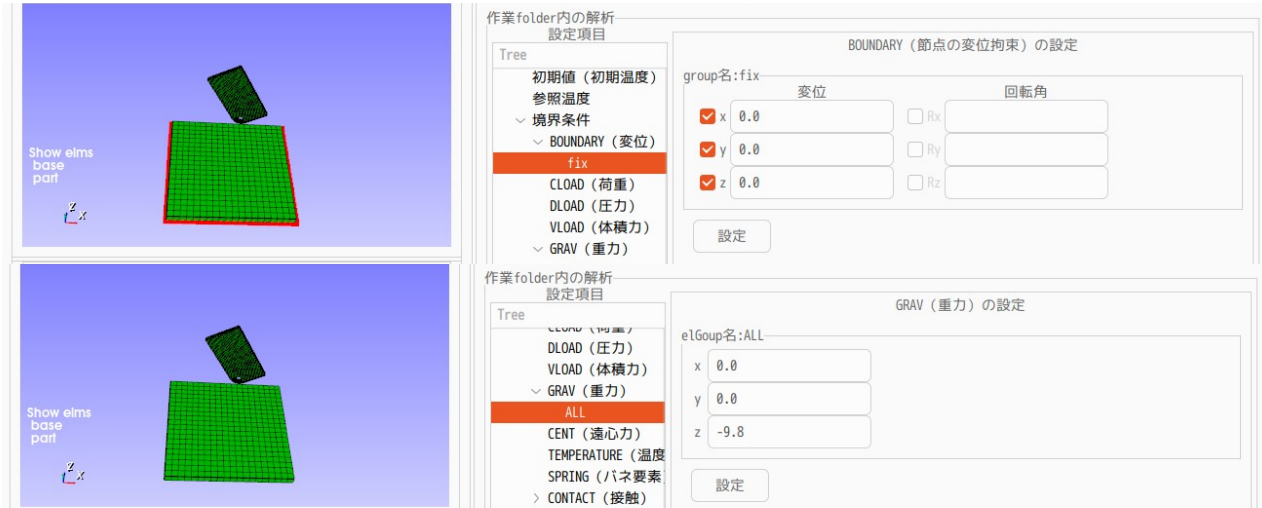 Show elms
base
part
Z
X
作業folder内の解析
設定項目
Tree
初期値（初期温度）
参照温度
境界条件
BOUNDARY（変位）
fix
CLOAD（荷重）
DLOAD（圧力）
VLOAD（体積力）
GRAV（重力）
BOUNDARY（節点の変位拘束）の設定
group名:fix
変位
回転角
x 0.0
Rx
y 0.0
Ry
z 0.0
Rz
設定
Show elms
base
part
Z
X
作業folder内の解析
設定項目
Tree
CLOAD（荷重）
DLOAD（圧力）
VLOAD（体積力）
GRAV（重力）
ALL
CENT（遠心力）
TEMPERATURE（温度
SPRING（バネ要素
CONTACT（接触）
GRAV（重力）の設定
elGoup名:ALL
x 0.0
y 0.0
z -9.8
設定